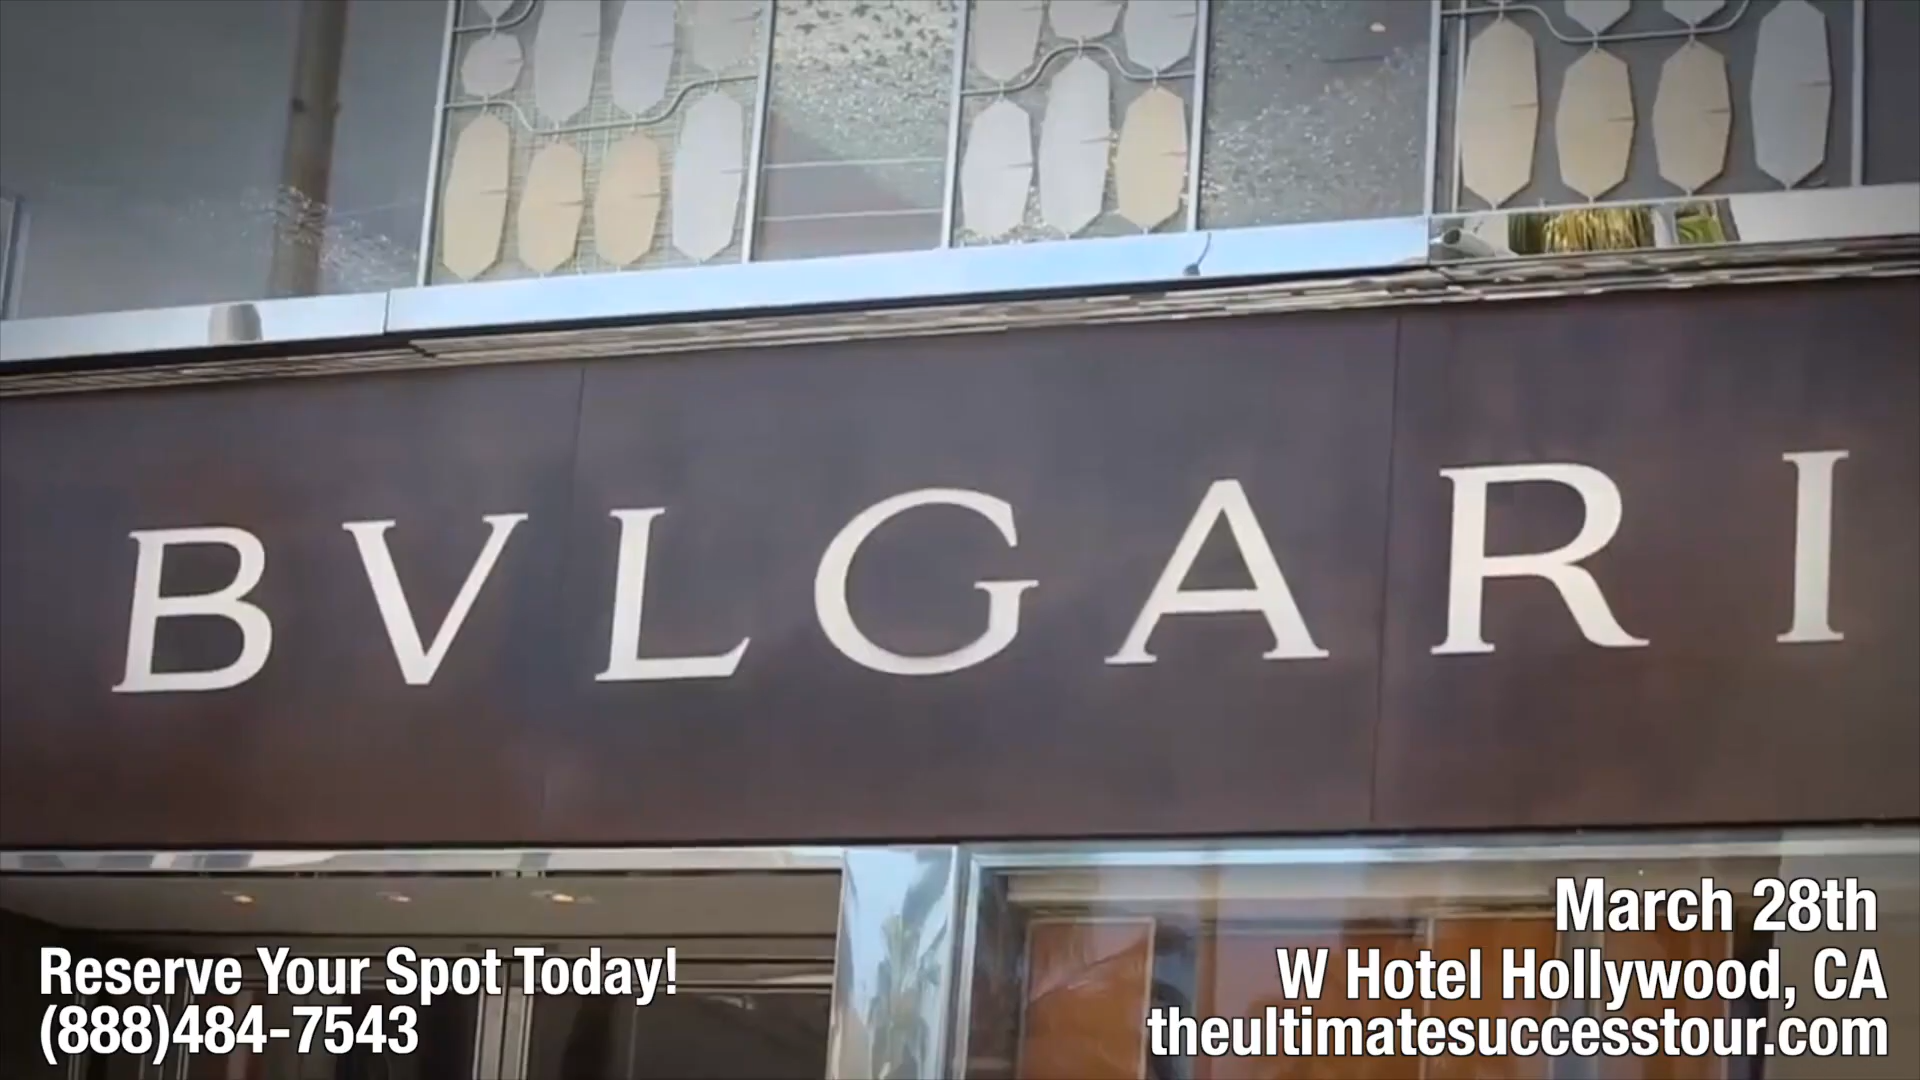 BVLGARI
Reserve Your Spot Today!
(888)484-7543
March 28th
W Hotel Hollywood, CA
theultimatesuccesstour.com